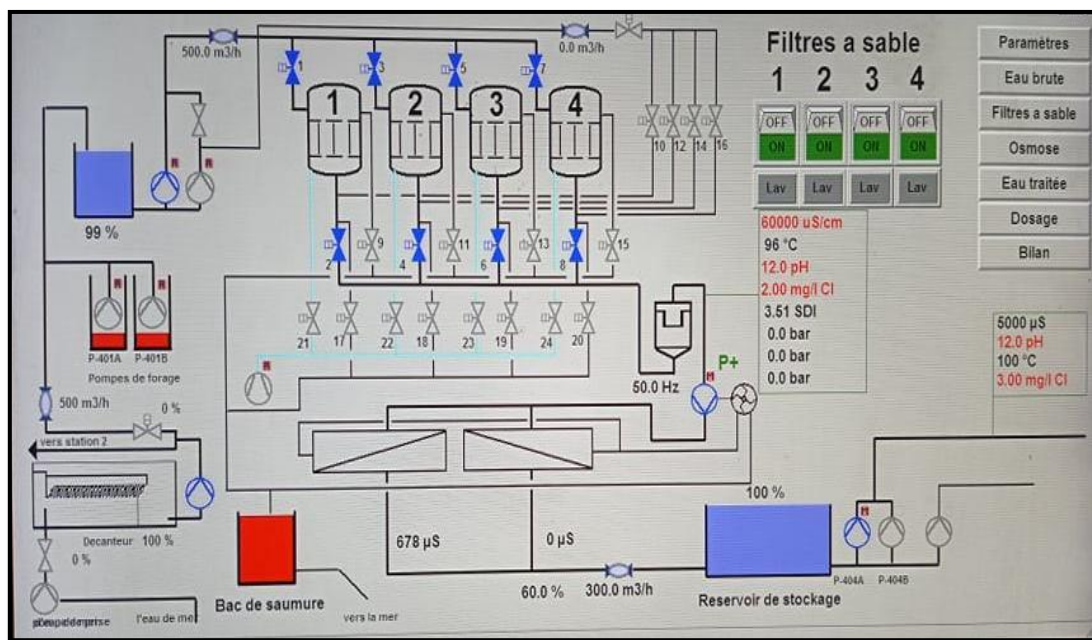 500.0 m3/h
0.0 m3/h
Filtres a sable
1 2 3 4
OFF OFF OFF OFF
ON ON ON ON
Lav Lav Lav Lav
Paramètres
Eau brute
Filtres a sable
Osmose
Eau traitée
Dosage
Bilan
1 3 5 7
1 2 3 4
10 12 14 16
99 %
2 9 4 11 6 13 8 15
60000 uS/cm
96 °C
12.0 pH
2.00 mg/l Cl
3.51 SDI
0.0 bar
0.0 bar
0.0 bar
5000 µS
12.0 pH
100 °C
3.00 mg/l Cl
21 17 22 18 23 19 24 20
P-401A P-401B
Pompes de forage
R
R
R
R
R
50.0 Hz
P+
M
500 m3/h
0 %
vers station 2
Decanteur 100 %
0 %
l'eau de mer
Bac de saumure
vers la mer
678 µS
0 µS
60.0 %
300.0 m3/h
100 %
Reservoir de stockage
M
P-404A P-404B